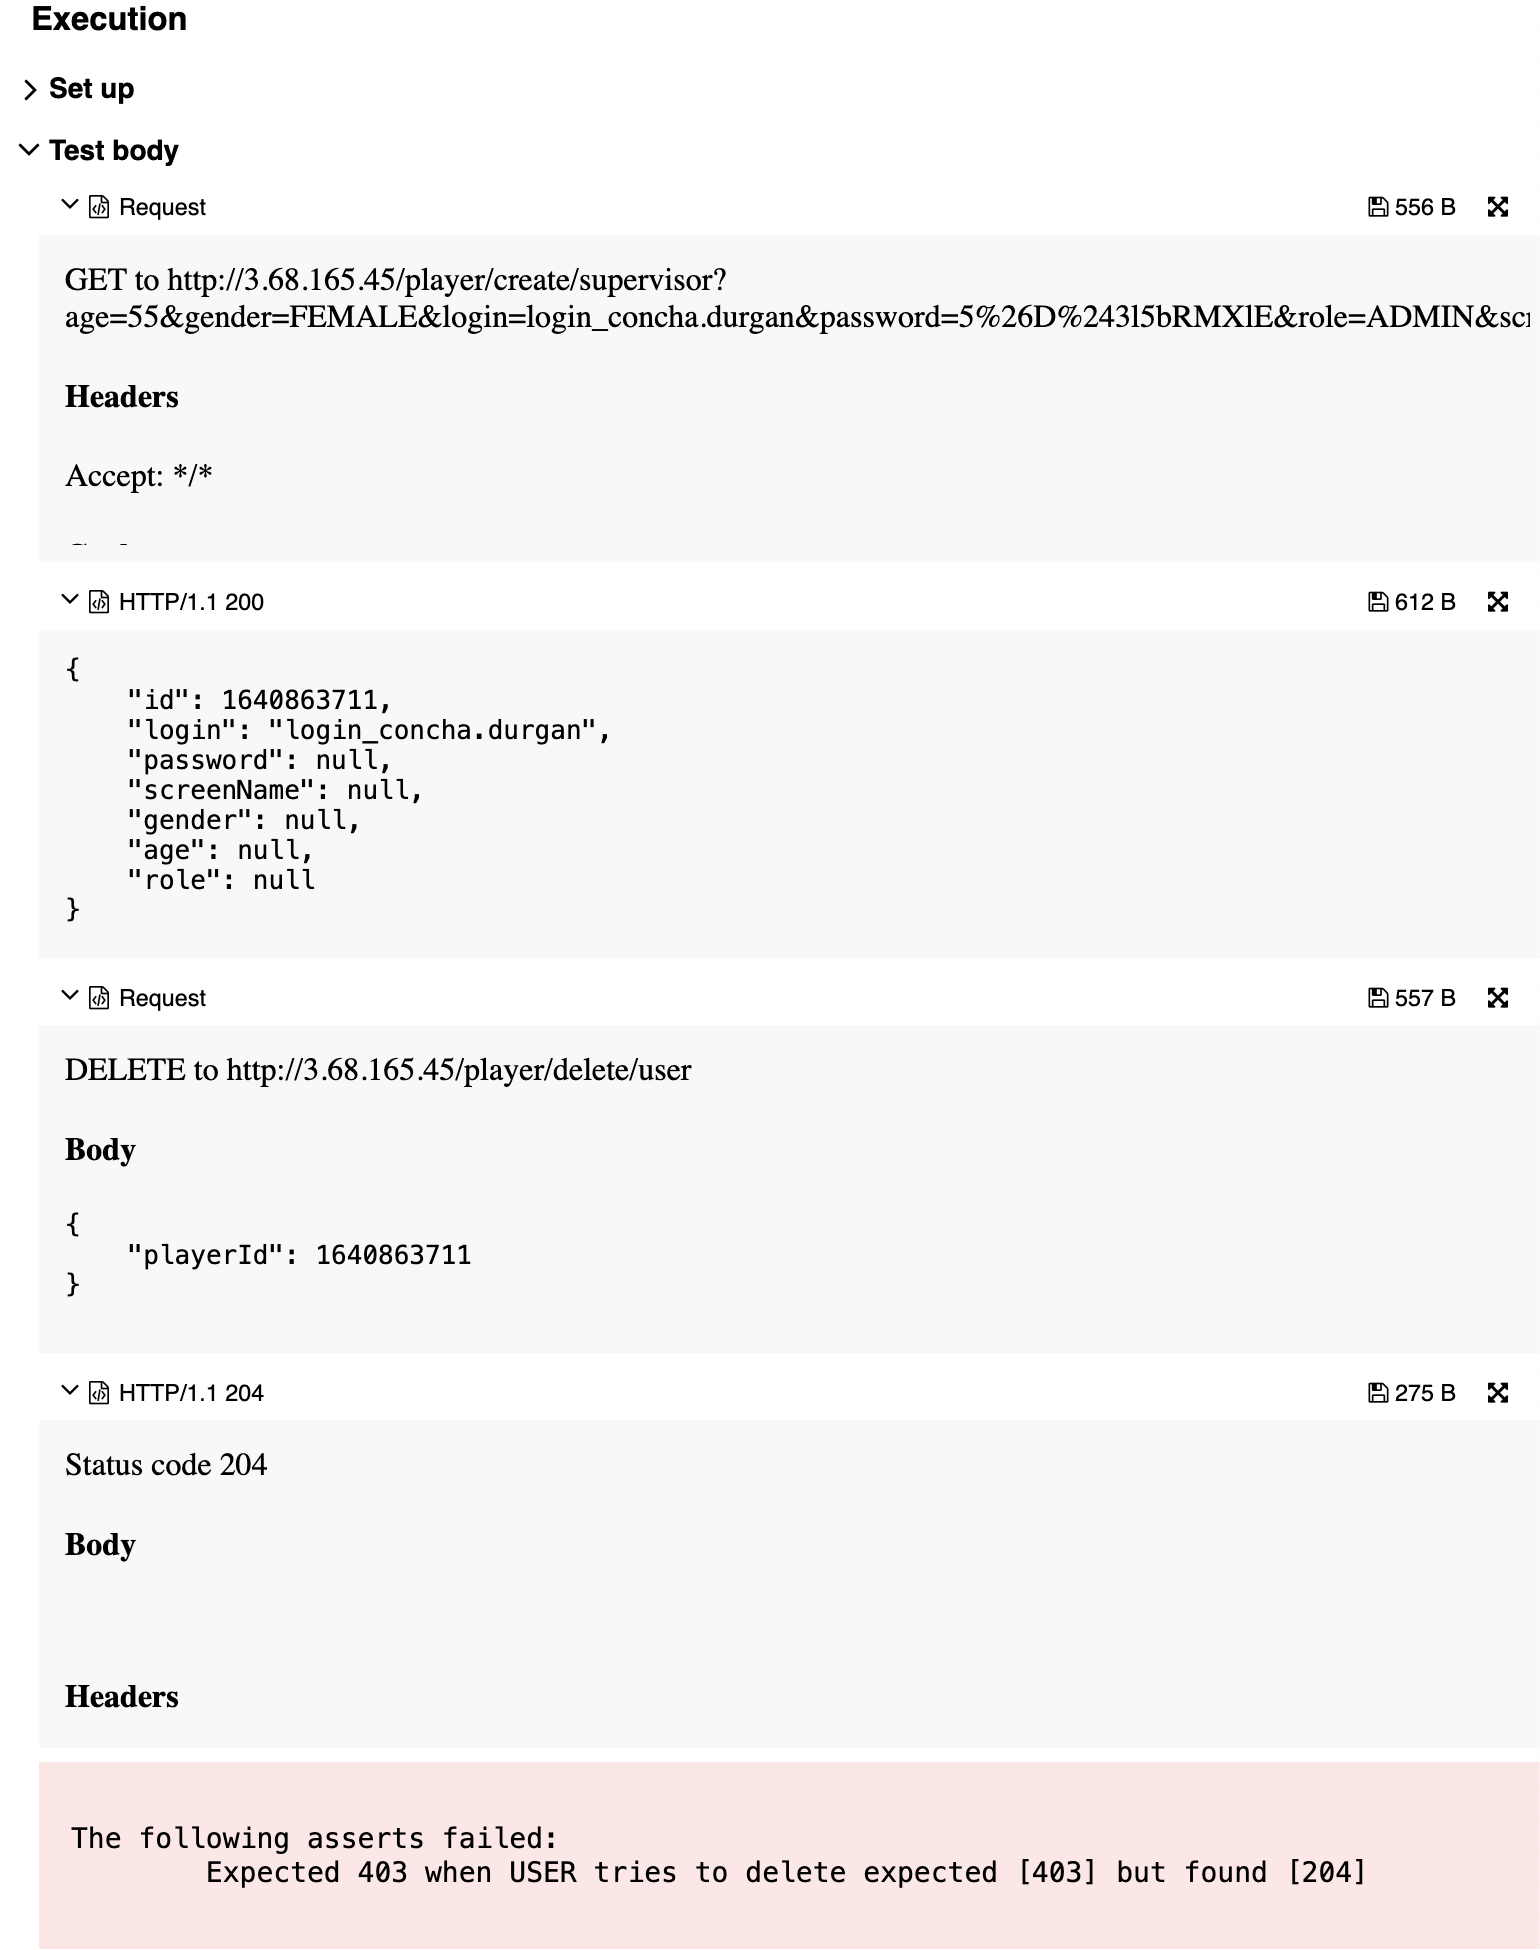 Execution
Set up
Test body
Request 556 B
GET to http://3.68.165.45/player/create/supervisor?
age=55&gender=FEMALE&login=login_concha.durgan&password=5%26D%243l5bRMXlE&role=ADMIN&scr
Headers
Accept: */*
HTTP/1.1 200 612 B
{
    "id": 1640863711,
    "login": "login_concha.durgan",
    "password": null,
    "screenName": null,
    "gender": null,
    "age": null,
    "role": null
}
Request 557 B
DELETE to http://3.68.165.45/player/delete/user
Body
{
    "playerId": 1640863711
}
HTTP/1.1 204 275 B
Status code 204
Body
Headers
The following asserts failed:
        Expected 403 when USER tries to delete expected [403] but found [204]